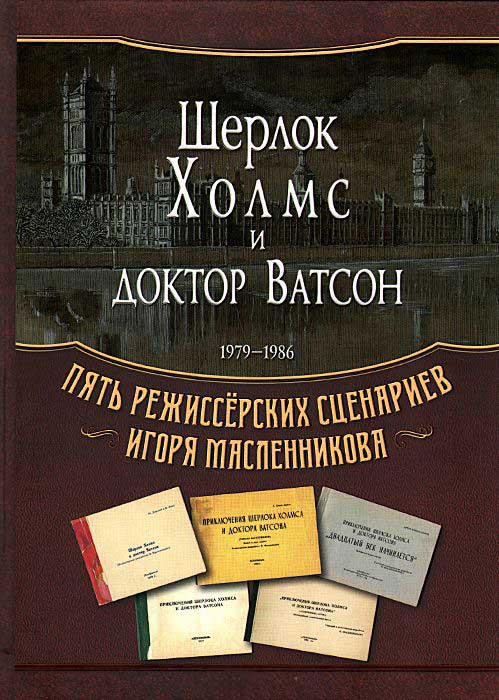 Шерлок
Холмс
и
доктор Ватсон
1979–1986
ПЯТЬ РЕЖИССЁРСКИХ СЦЕНАРИЕВ
ИГОРЯ МАСЛЕННИКОВА
Шерлок Холмс
и доктор Ватсон
ПРИКЛЮЧЕНИЯ ШЕРЛОКА ХОЛМСА
И ДОКТОРА ВАТСОНА
ПРИКЛЮЧЕНИЯ ШЕРЛОКА ХОЛМСА
И ДОКТОРА ВАТСОНА
"ДВАДЦАТЫЙ ВЕК НАЧИНАЕТСЯ"
ПРИКЛЮЧЕНИЯ ШЕРЛОКА ХОЛМСА
И ДОКТОРА ВАТСОНА
"ПРИКЛЮЧЕНИЯ ШЕРЛОКА ХОЛМСА
И ДОКТОРА ВАТСОНА"